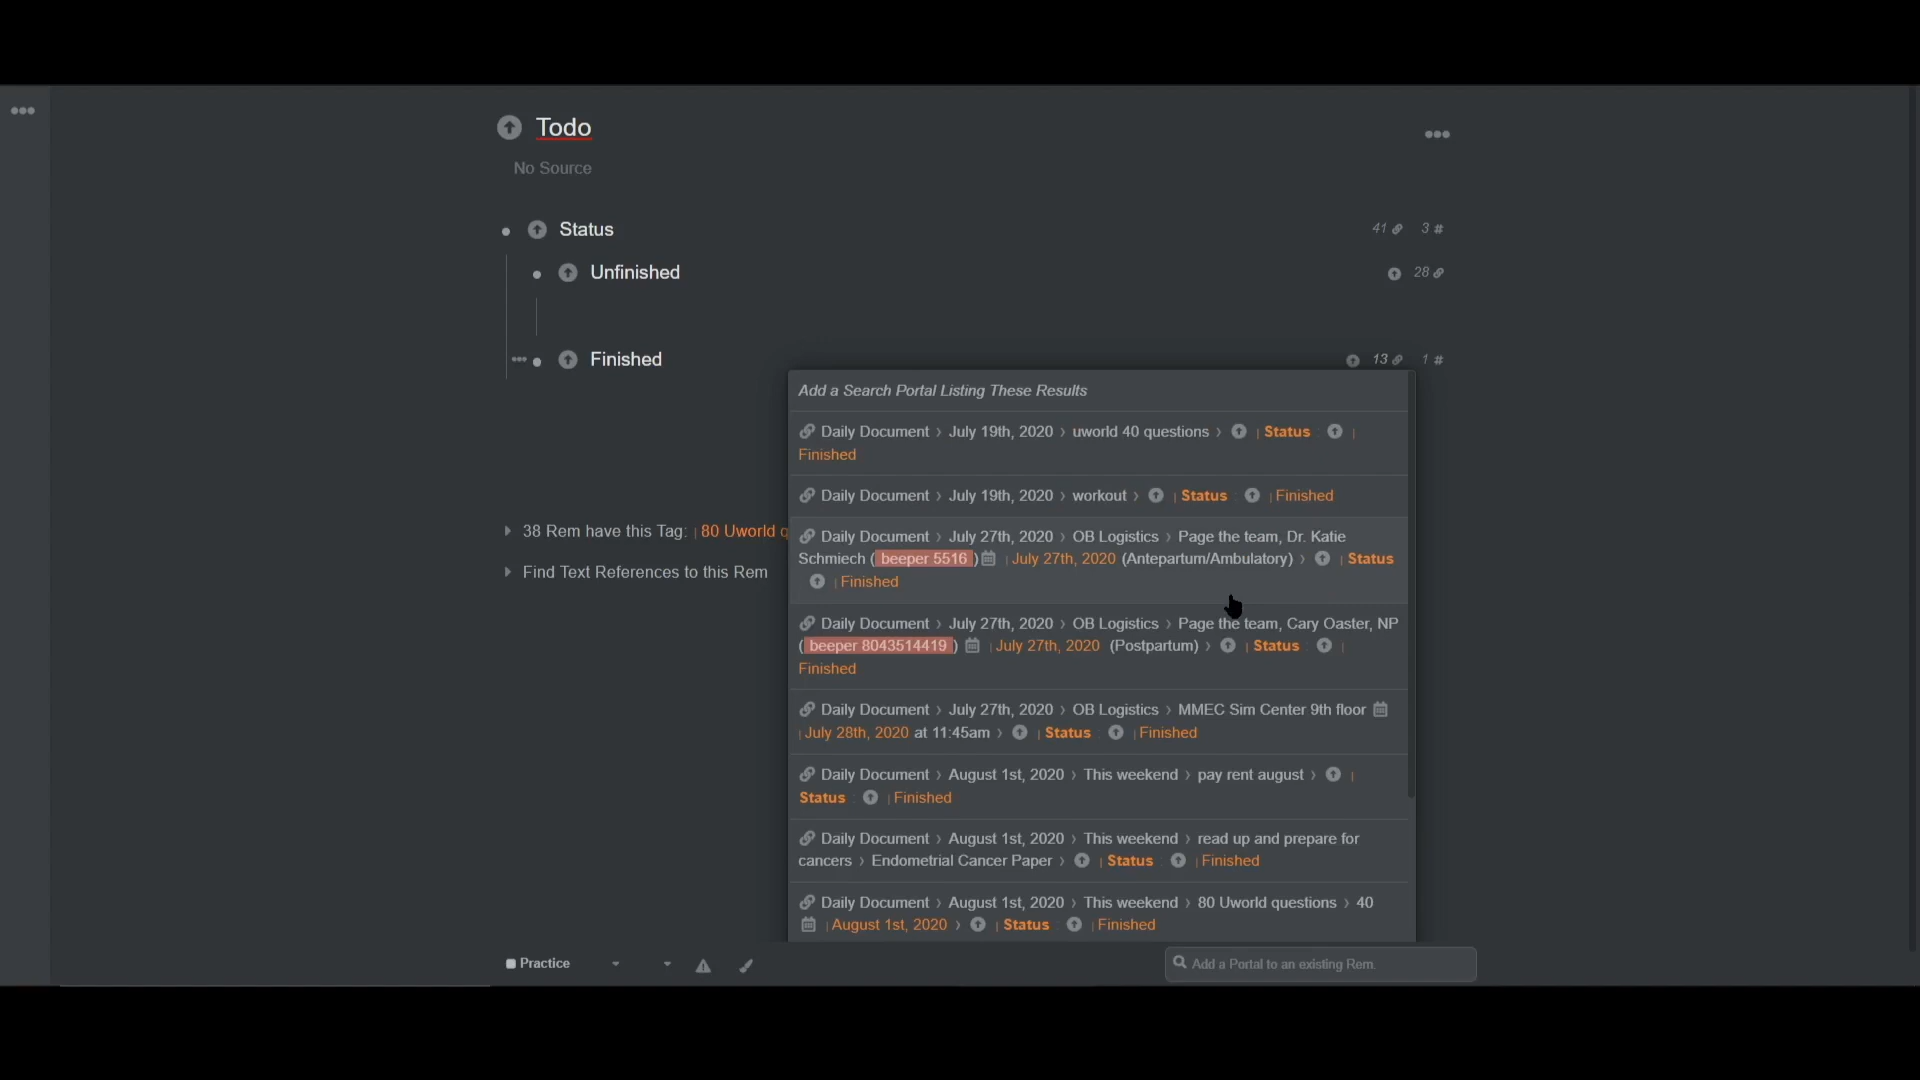 Todo
No Source
Status
41 3 #
Unfinished
28
Finished
13 1 #
Add a Search Portal Listing These Results
Daily Document › July 19th, 2020 › uworld 40 questions › | Status : |
Finished
Daily Document › July 19th, 2020 › workout › | Status : | Finished
38 Rem have this Tag: | 80 Uworld q
Daily Document › July 27th, 2020 › OB Logistics › Page the team, Dr. Katie
Schmiech ( beeper 5516 ) | July 27th, 2020 (Antepartum/Ambulatory) › | Status
| Finished
Find Text References to this Rem
Daily Document › July 27th, 2020 › OB Logistics › Page the team, Cary Oaster, NP
( beeper 8043514419 ) | July 27th, 2020 (Postpartum) › | Status : |
Finished
Daily Document › July 27th, 2020 › OB Logistics › MMEC Sim Center 9th floor
| July 28th, 2020 at 11:45am › | Status : | Finished
Daily Document › August 1st, 2020 › This weekend › pay rent august › |
Status : | Finished
Daily Document › August 1st, 2020 › This weekend › read up and prepare for
cancers › Endometrial Cancer Paper › | Status : | Finished
Daily Document › August 1st, 2020 › This weekend › 80 Uworld questions › 40
| August 1st, 2020 › | Status : | Finished
Practice
Add a Portal to an existing Rem.